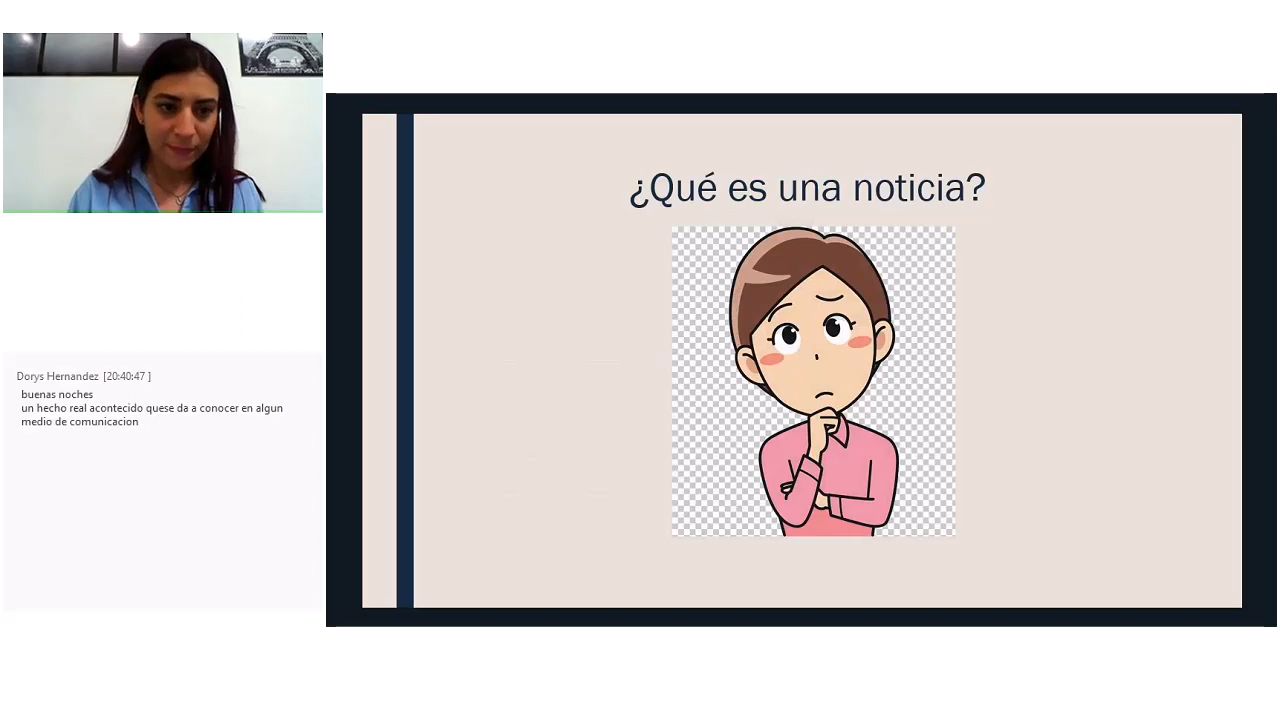 ¿Qué es una noticia?
Dorys Hernandez [20:40:47 ]
buenas noches
un hecho real acontecido quese da a conocer en algun
medio de comunicacion